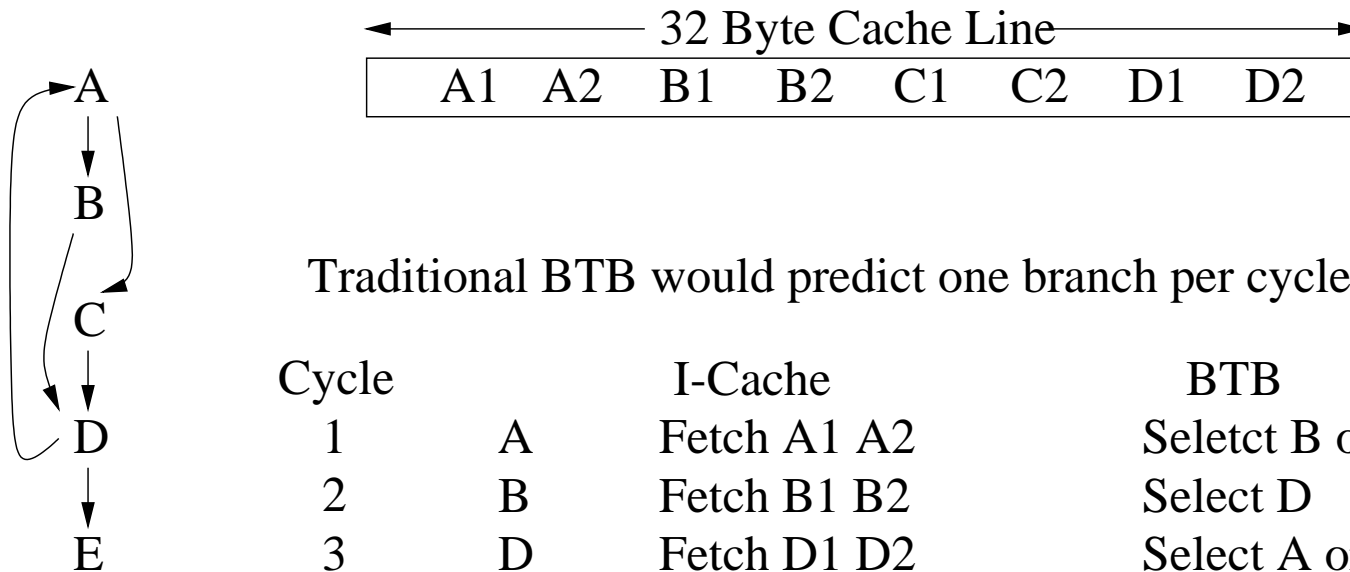 32 Byte Cache Line
A A1 A2 B1 B2 C1 C2 D1 D2
B
Traditional BTB would predict one branch per cycle
C
Cycle I-Cache BTB
D 1 A Fetch A1 A2 Seletct B
2 B Fetch B1 B2 Select D
E 3 D Fetch D1 D2 Select A